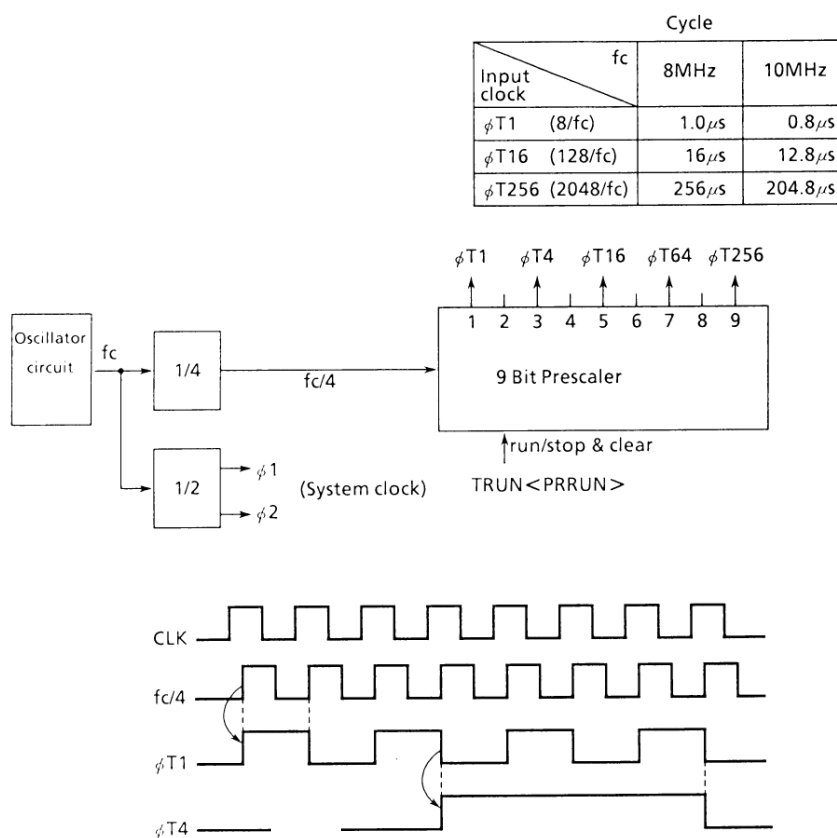 Cycle
Input clock fc 8MHz 10MHz
φT1 (8/fc) 1.0μs 0.8μs
φT16 (128/fc) 16μs 12.8μs
φT256 (2048/fc) 256μs 204.8μs
φT1 φT4 φT16 φT64 φT256
1 2 3 4 5 6 7 8 9
Oscillator
circuit
fc
1/4
fc/4
9 Bit Prescaler
run/stop & clear
TRUN<PRRUN>
1/2
φ1
φ2
(System clock)
CLK
fc/4
φT1
φT4